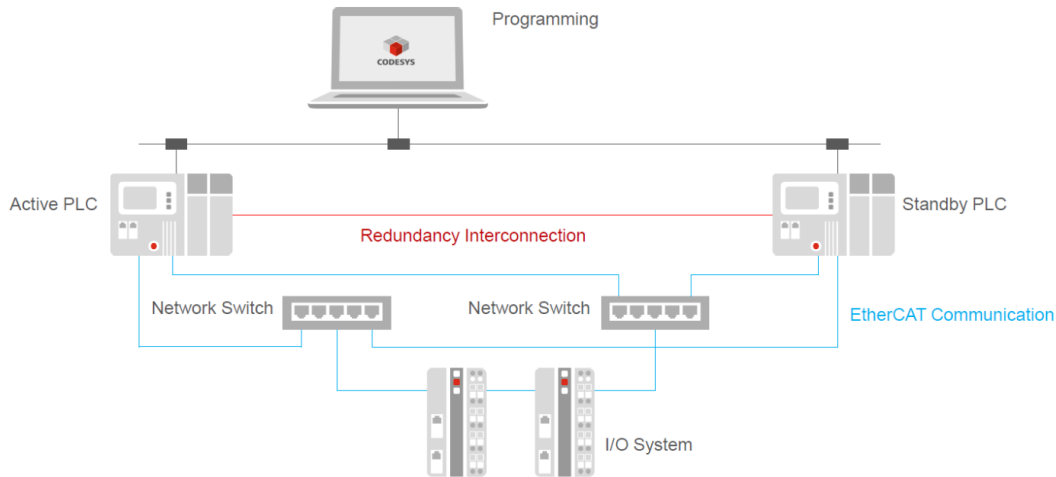 Programming
CODESYS
Active PLC
Standby PLC
Redundancy Interconnection
Network Switch
Network Switch
EtherCAT Communication
I/O System